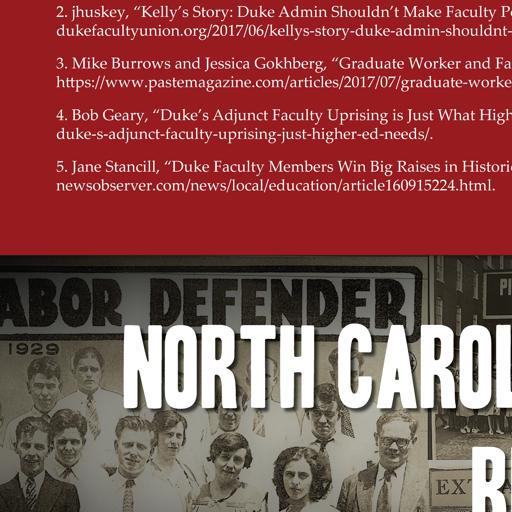 2. jhuskey, “Kelly’s Story: Duke Admin Shouldn’t Make Faculty
dukefacultyunion.org/2017/06/kellys-story-duke-admin-shouldnt-
3. Mike Burrows and Jessica Gokhberg, “Graduate Worker and
https://www.pastemagazine.com/articles/2017/07/graduate-worke
4. Bob Geary, “Duke’s Adjunct Faculty Uprising is Just What High
duke-s-adjunct-faculty-uprising-just-higher-ed-needs/.
5. Jane Stancill, “Duke Faculty Members Win Big Raises in Histori
newsobserver.com/news/local/education/article160915224.html.
ABOR DEFENDER
1929
NORTH CAROL
EXT